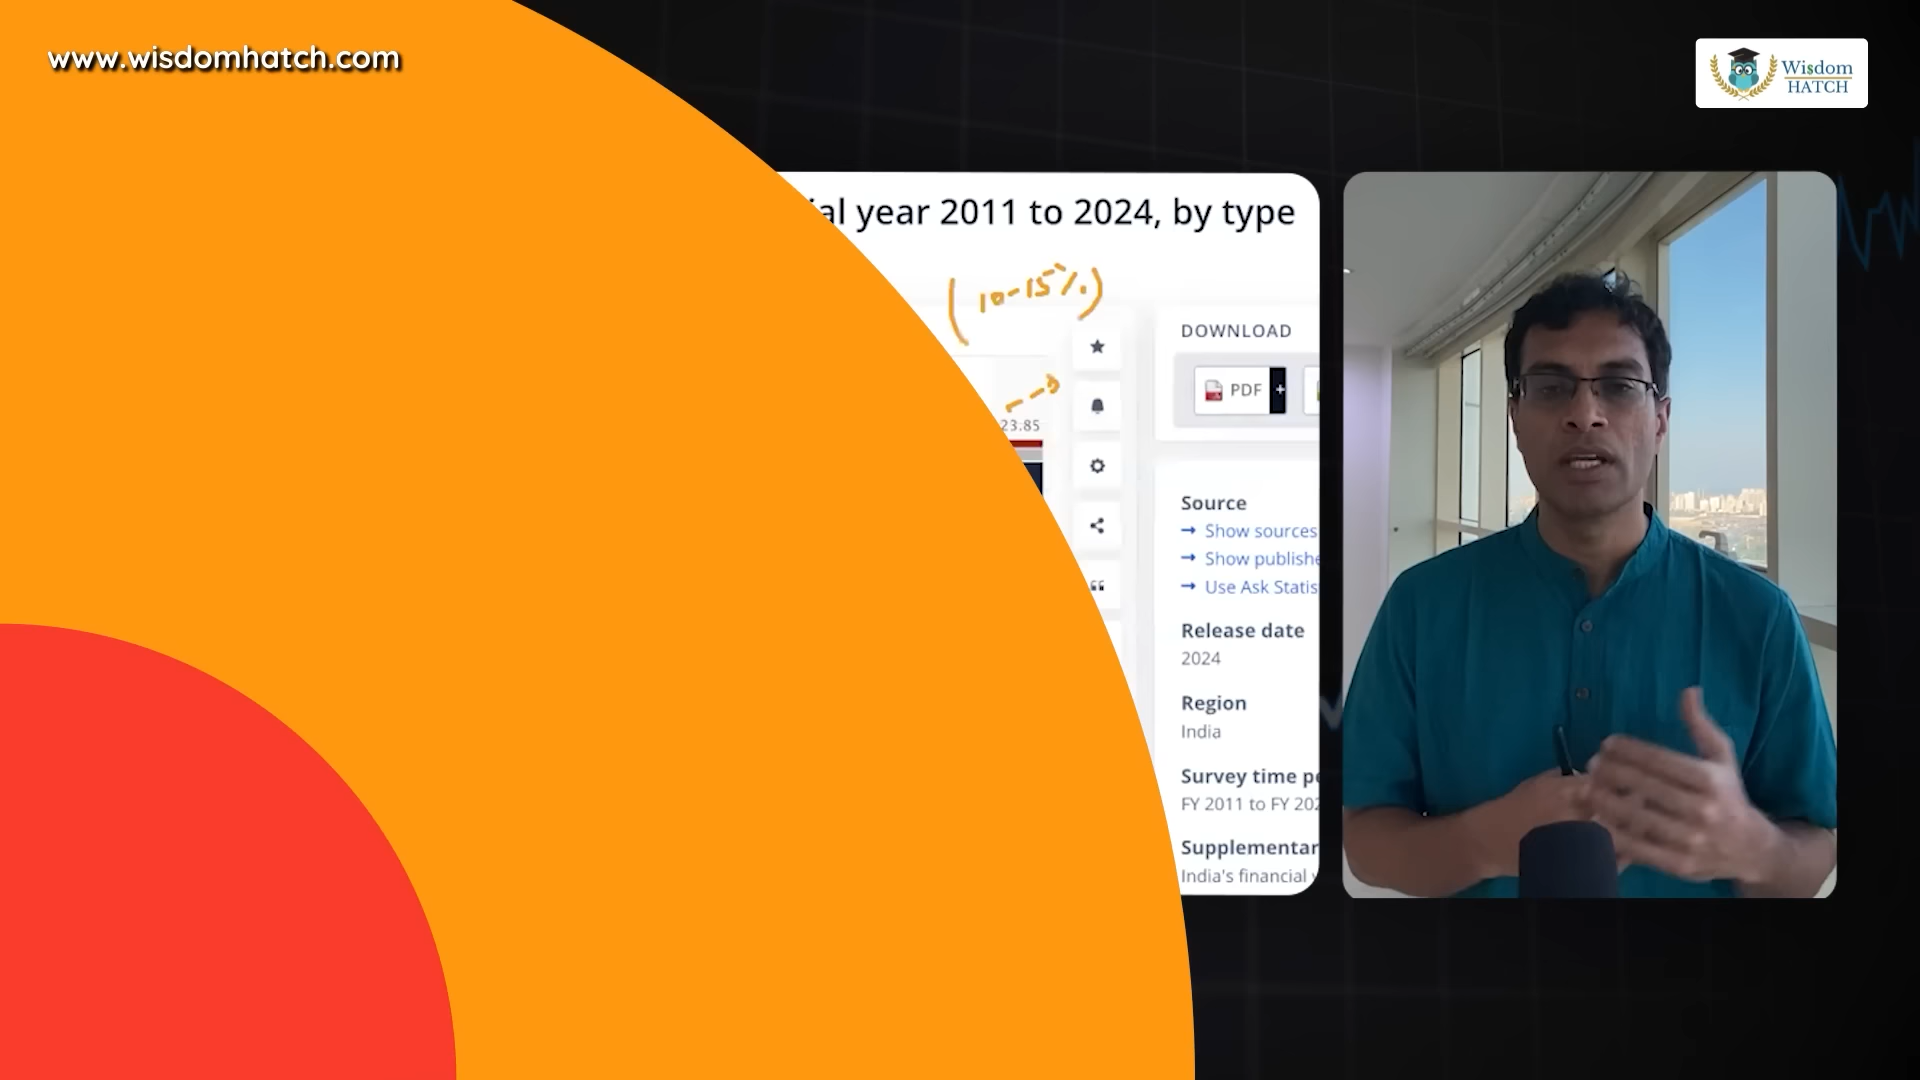 www.wisdomhatch.com
Wisdom
HATCH
al year 2011 to 2024, by type
(10-15%)
23.85
DOWNLOAD
PDF +
Source
→ Show sources
→ Show publishe
→ Use Ask Statis
Release date
2024
Region
India
Survey time pe
FY 2011 to FY 202
Supplementar
India's financial